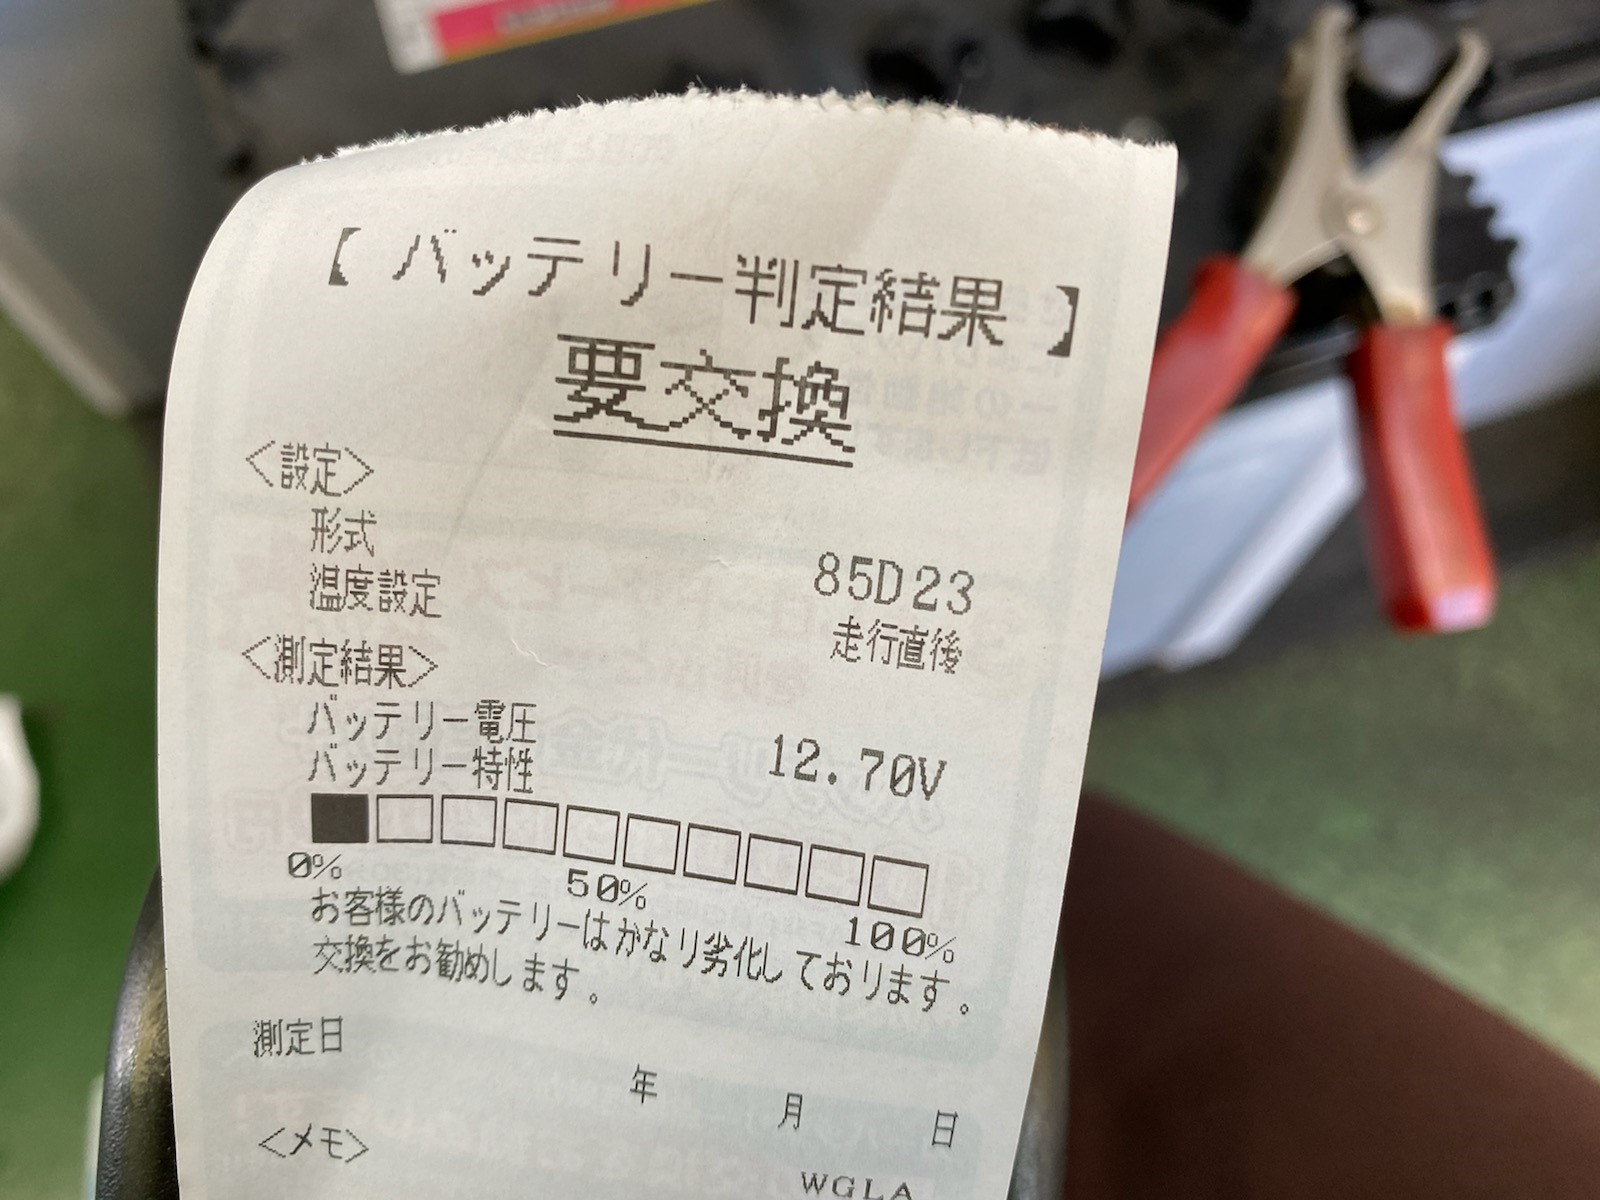 【 バッテリー判定結果 】
要交換
<設定>
形式 85D23
温度設定 走行直後
<測定結果>
バッテリー電圧 12.70V
バッテリー特性
0% 50% 100%
お客様のバッテリーはかなり劣化しております。
交換をお勧めします。
測定日
年 月 日
<メモ>
WGLA